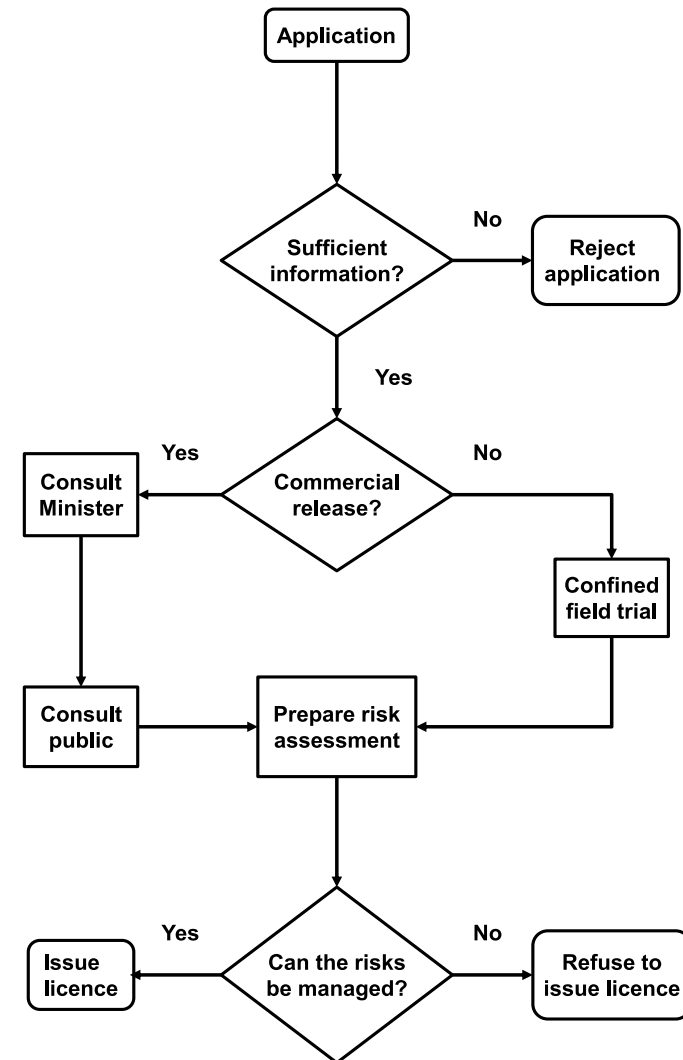 Application
No
Sufficient
information?
Reject
application
Yes
Yes
No
Consult
Minister
Commercial
release?
Confined
field trial
Consult
public
Prepare risk
assessment
Yes
No
Issue
licence
Can the risks
be managed?
Refuse to
issue licence